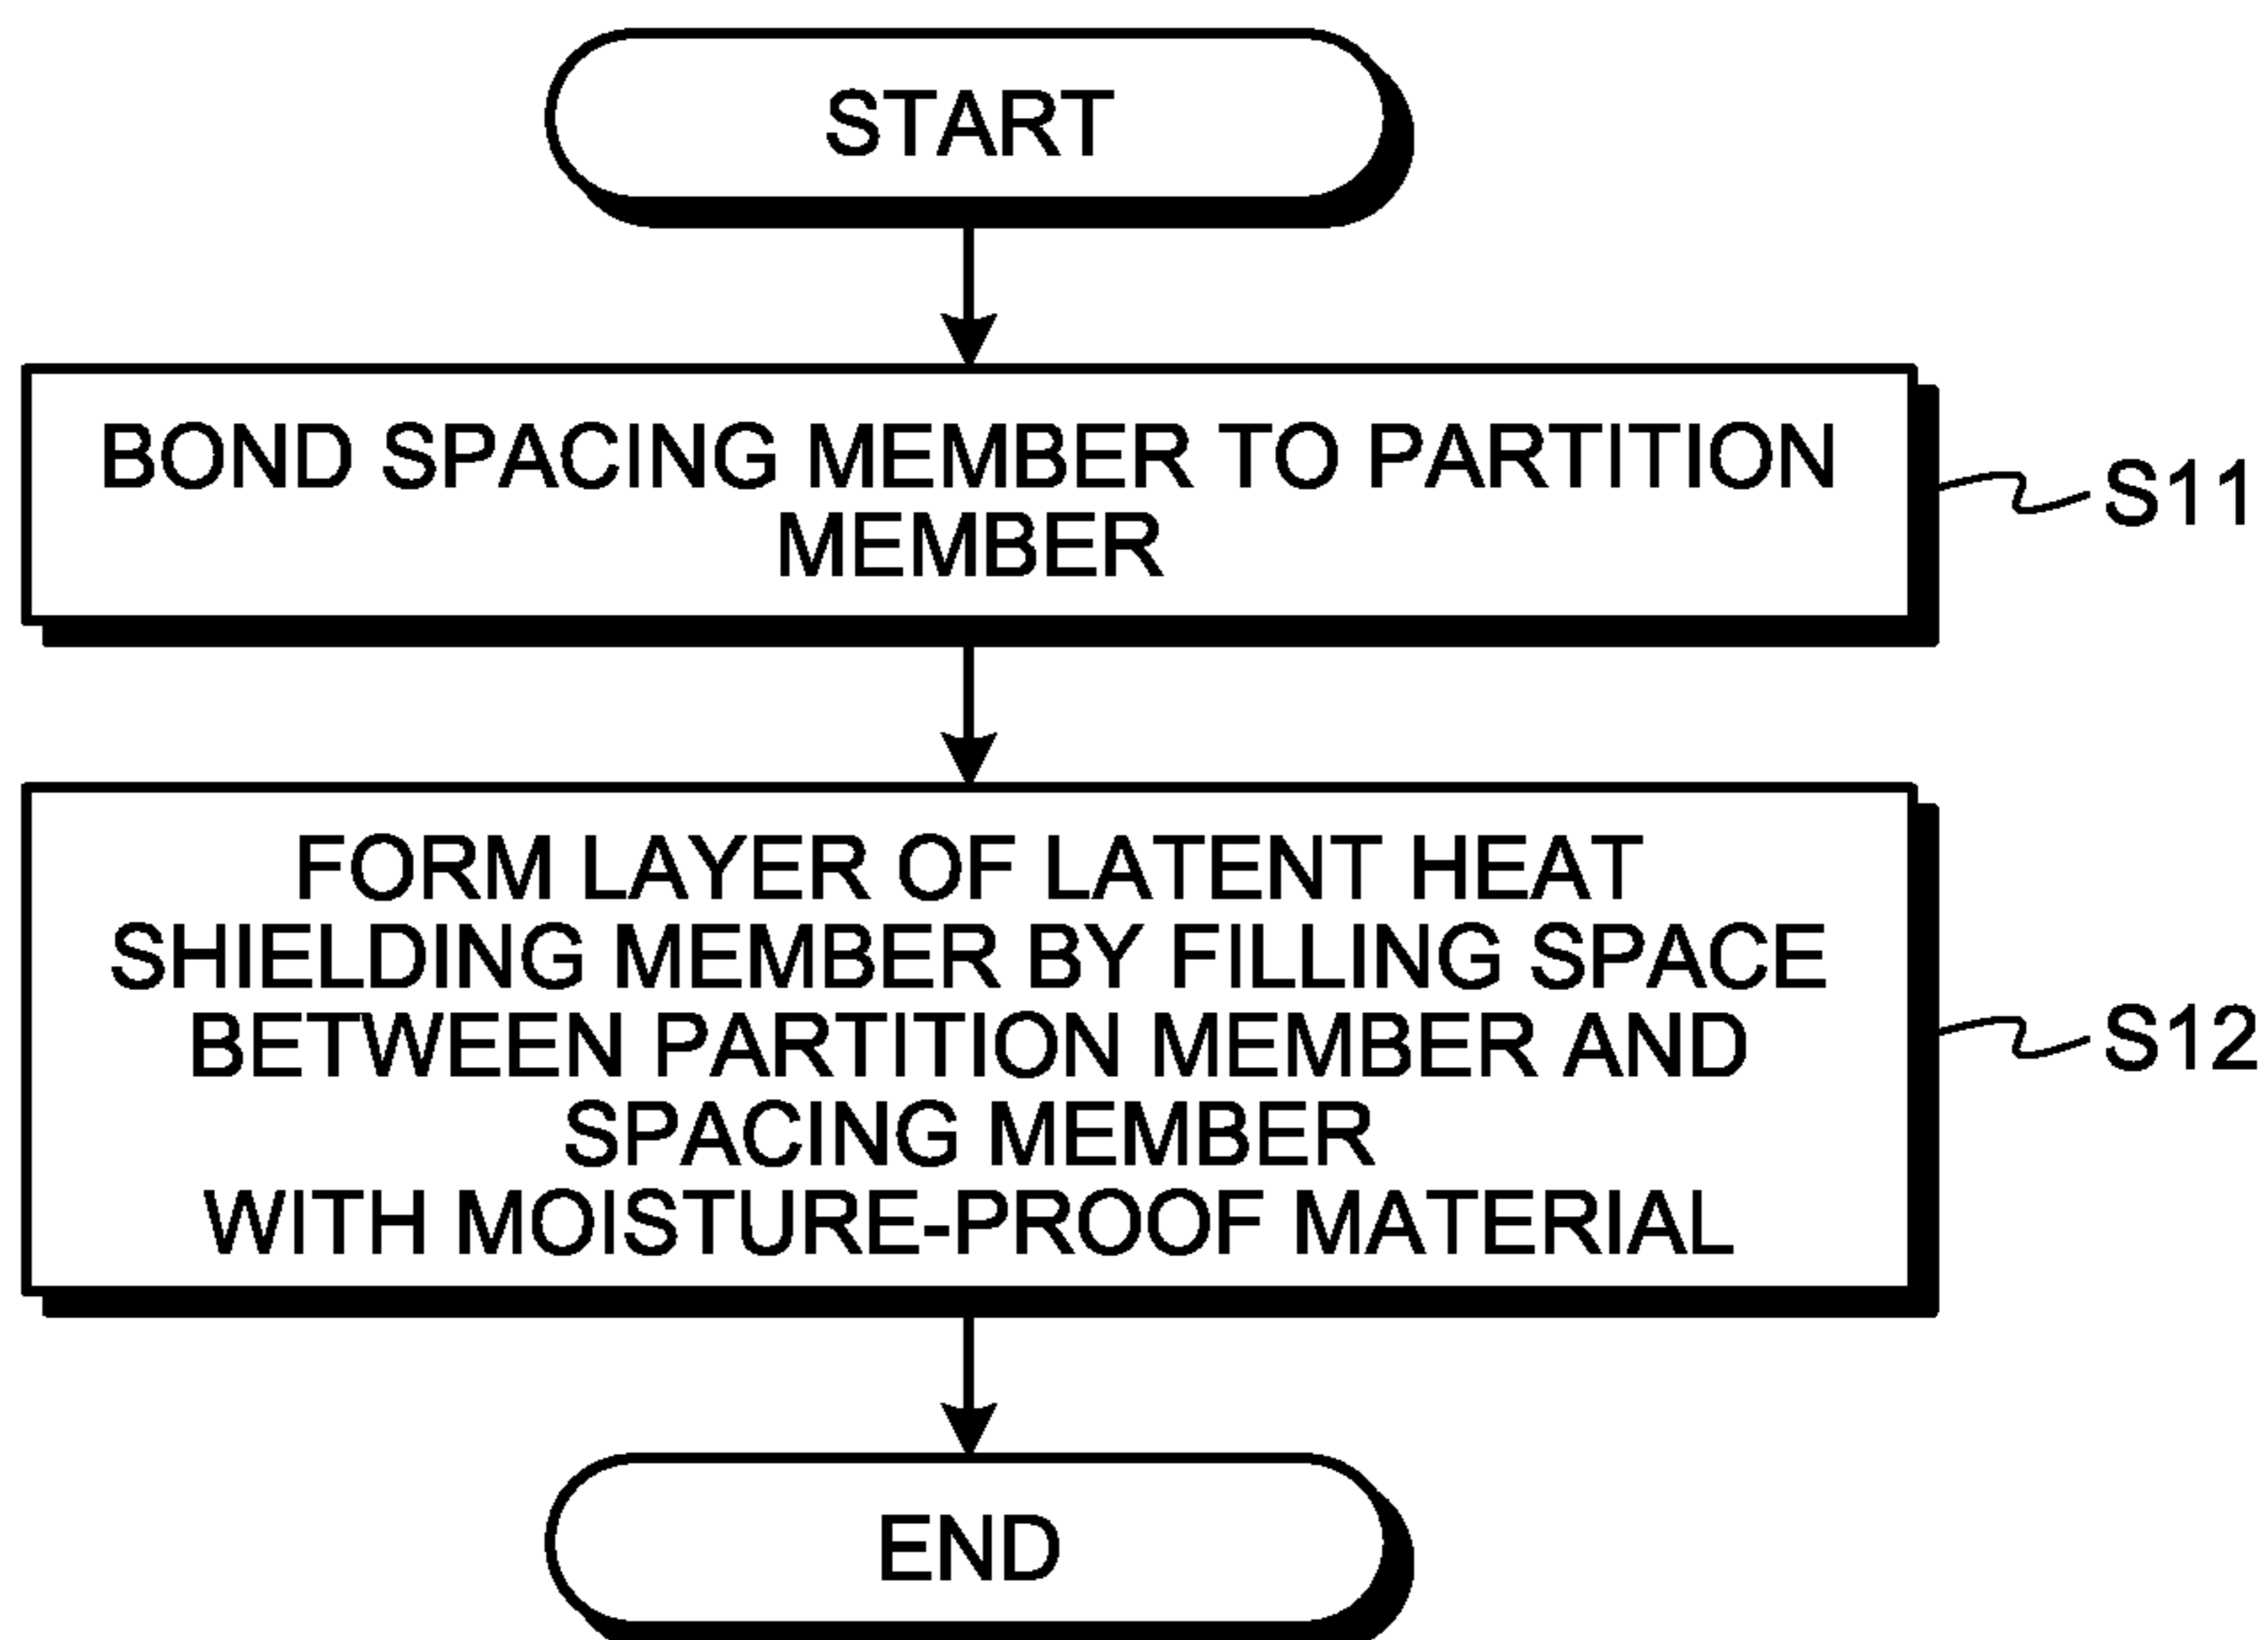 START
BOND SPACING MEMBER TO PARTITION
MEMBER
S11
FORM LAYER OF LATENT HEAT
SHIELDING MEMBER BY FILLING SPACE
BETWEEN PARTITION MEMBER AND
SPACING MEMBER
WITH MOISTURE-PROOF MATERIAL
S12
END